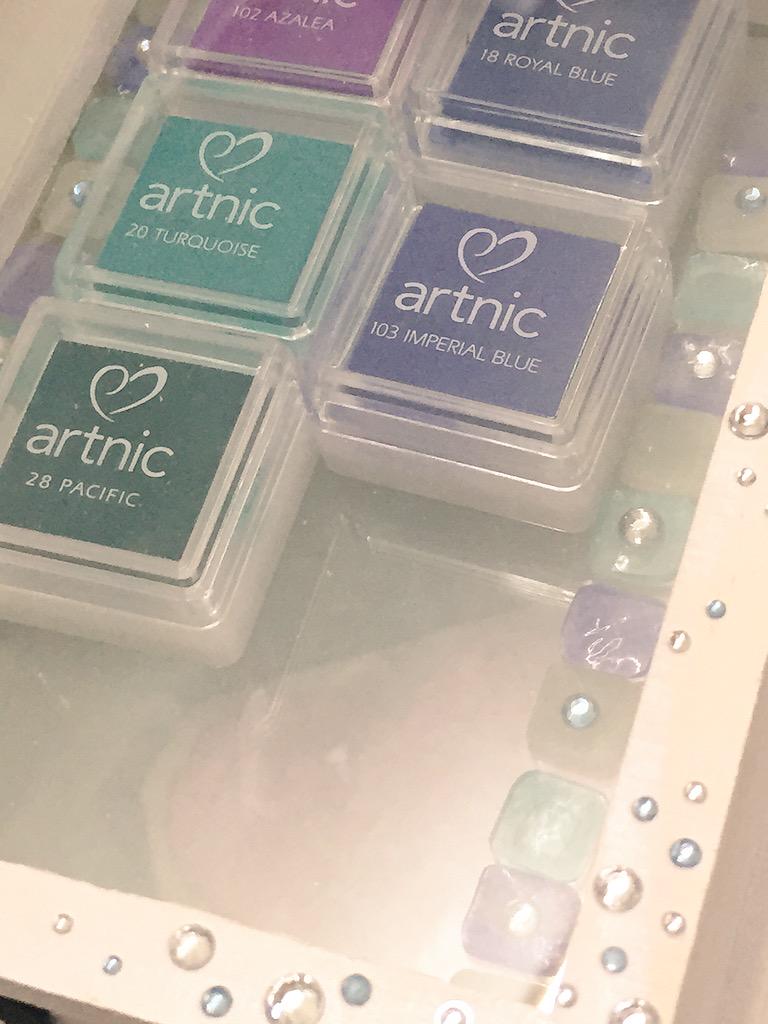 102 AZALEA
artnic
18 ROYAL BLUE
artnic
20 TURQUOISE
artnic
103 IMPERIAL BLUE
artnic
28 PACIFIC